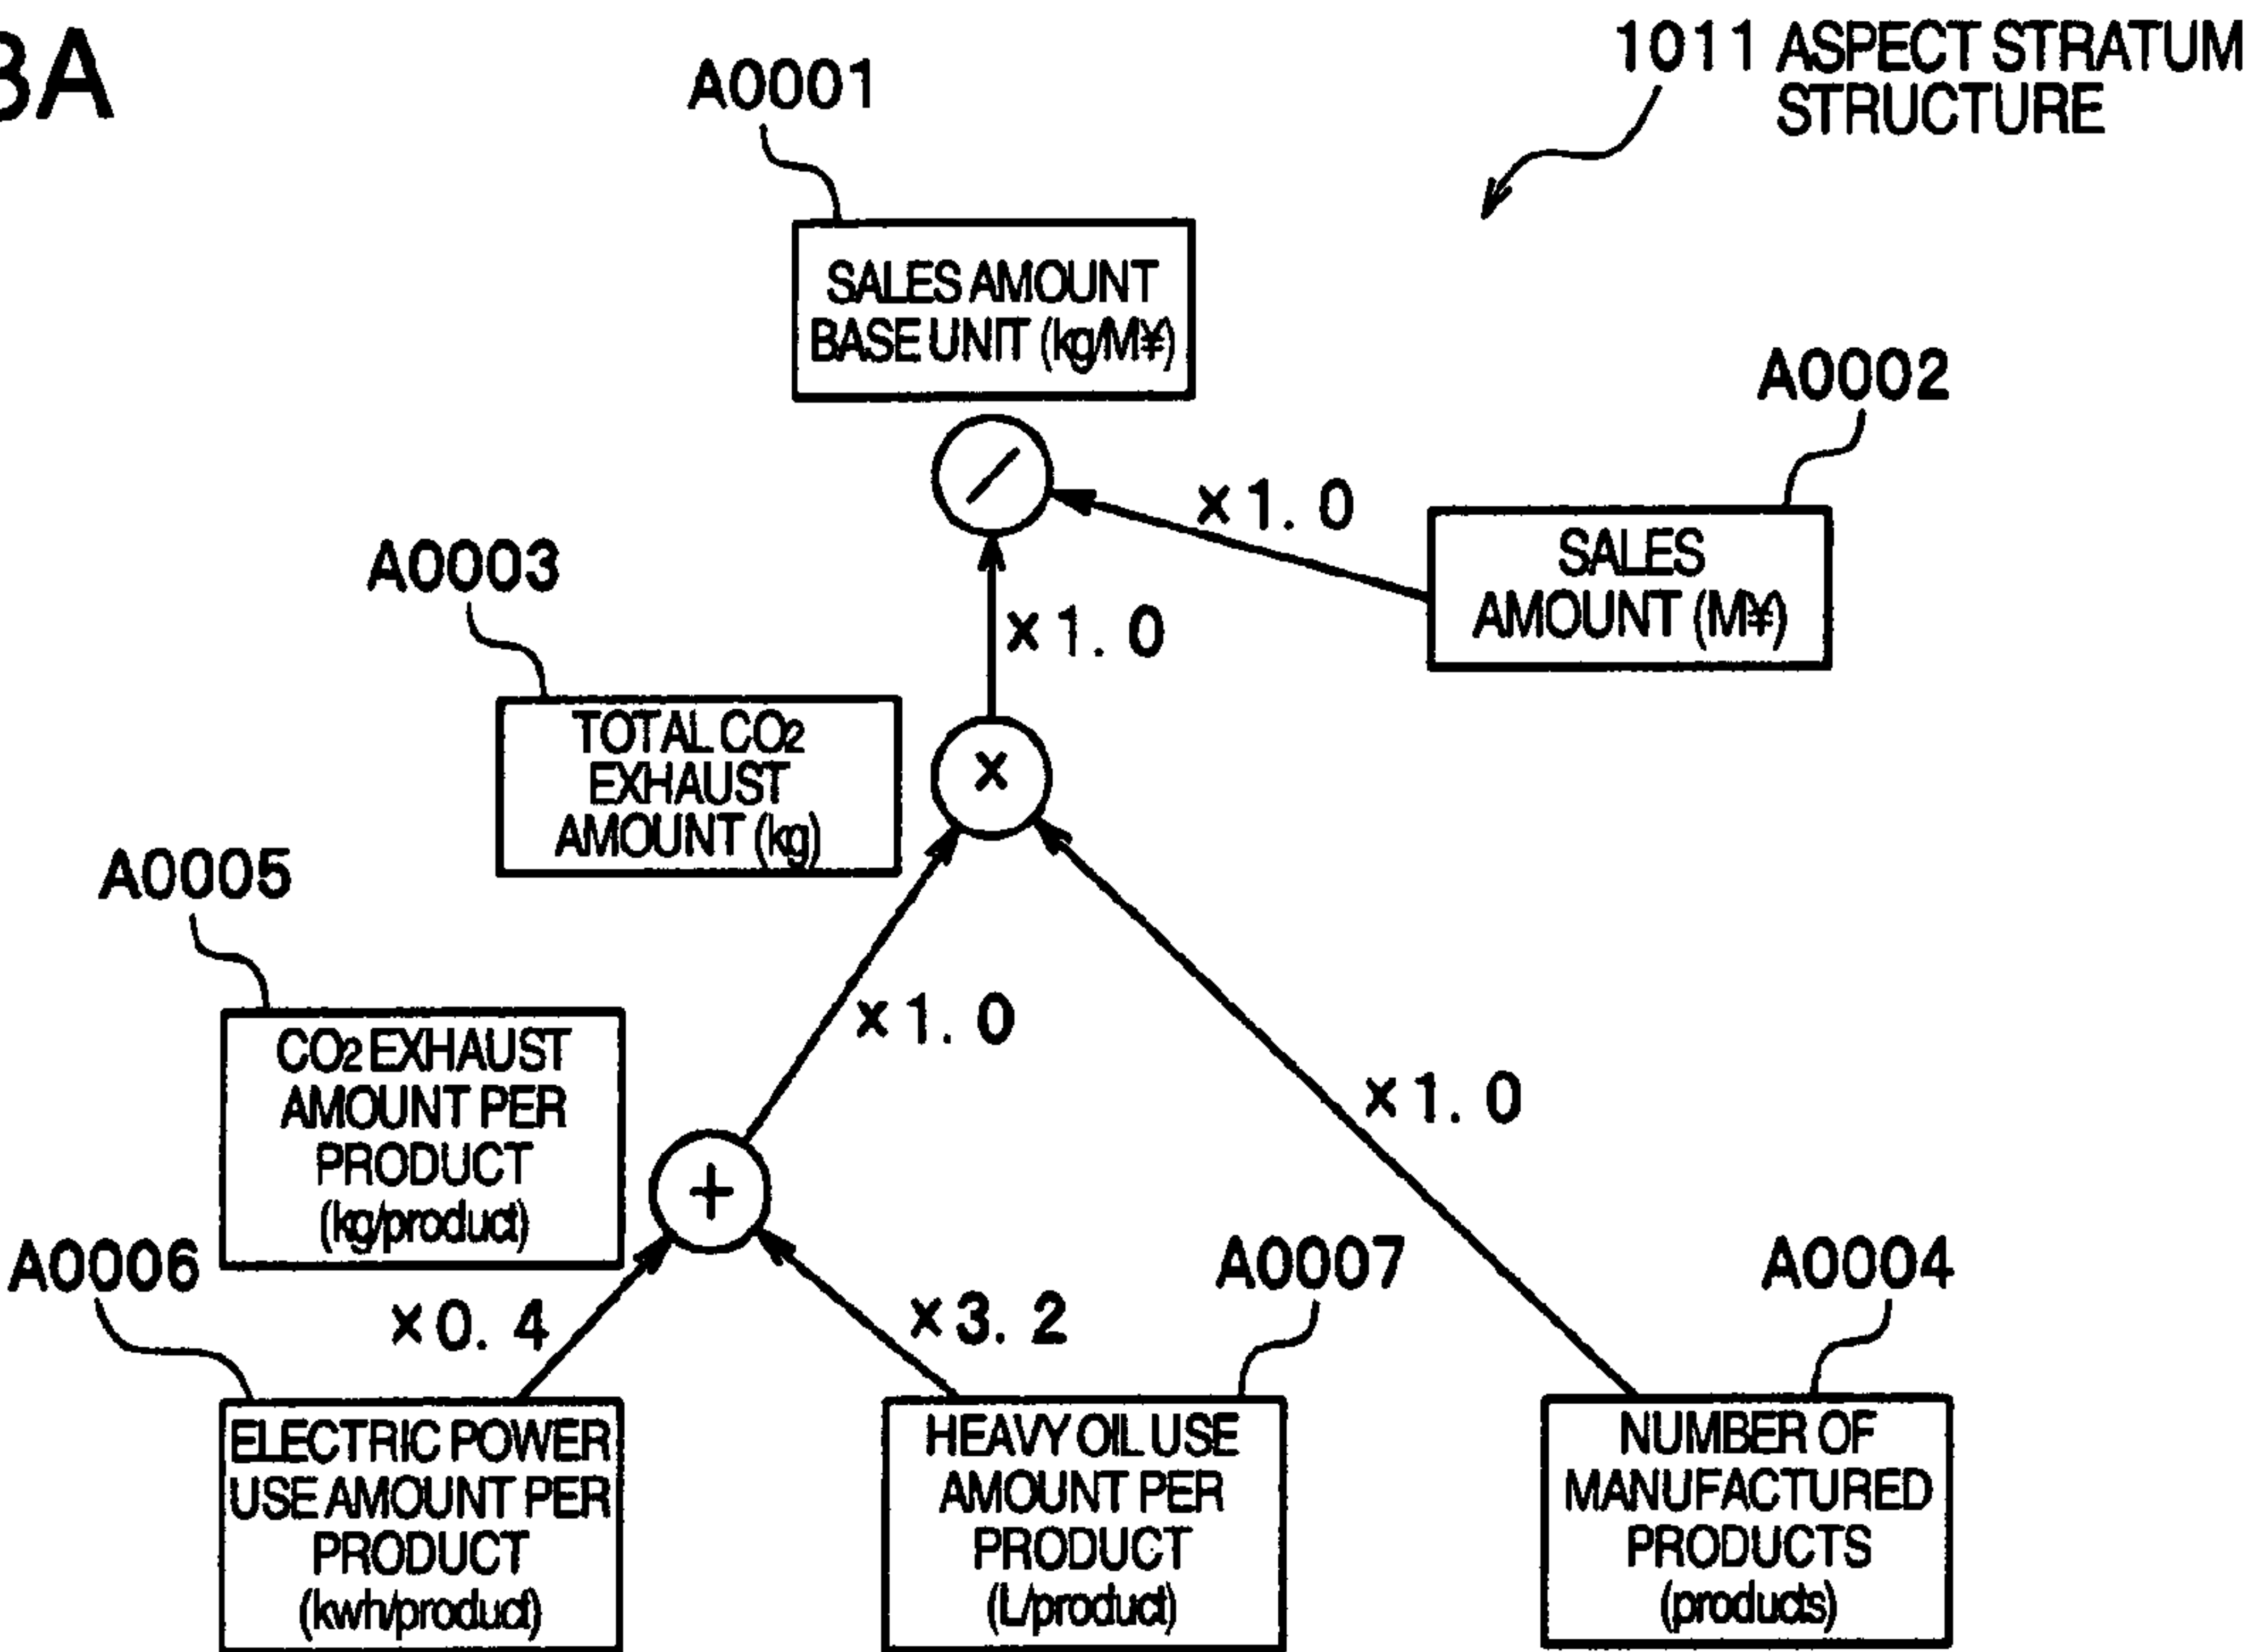 3A
1011 ASPECT STRATUM
STRUCTURE
A0001
SALES AMOUNT
BASE UNIT (kg/M¥)
/
A0002
×1.0
SALES
AMOUNT (M¥)
A0003
×1.0
TOTAL CO2
EXHAUST
AMOUNT (kg)
×
A0005
×1.0
CO2 EXHAUST
AMOUNT PER
PRODUCT
(kg/product)
×1.0
+
A0006
A0007
A0004
×0.4
×3.2
ELECTRIC POWER
USE AMOUNT PER
PRODUCT
(kwh/product)
HEAVY OIL USE
AMOUNT PER
PRODUCT
(L/product)
NUMBER OF
MANUFACTURED
PRODUCTS
(products)